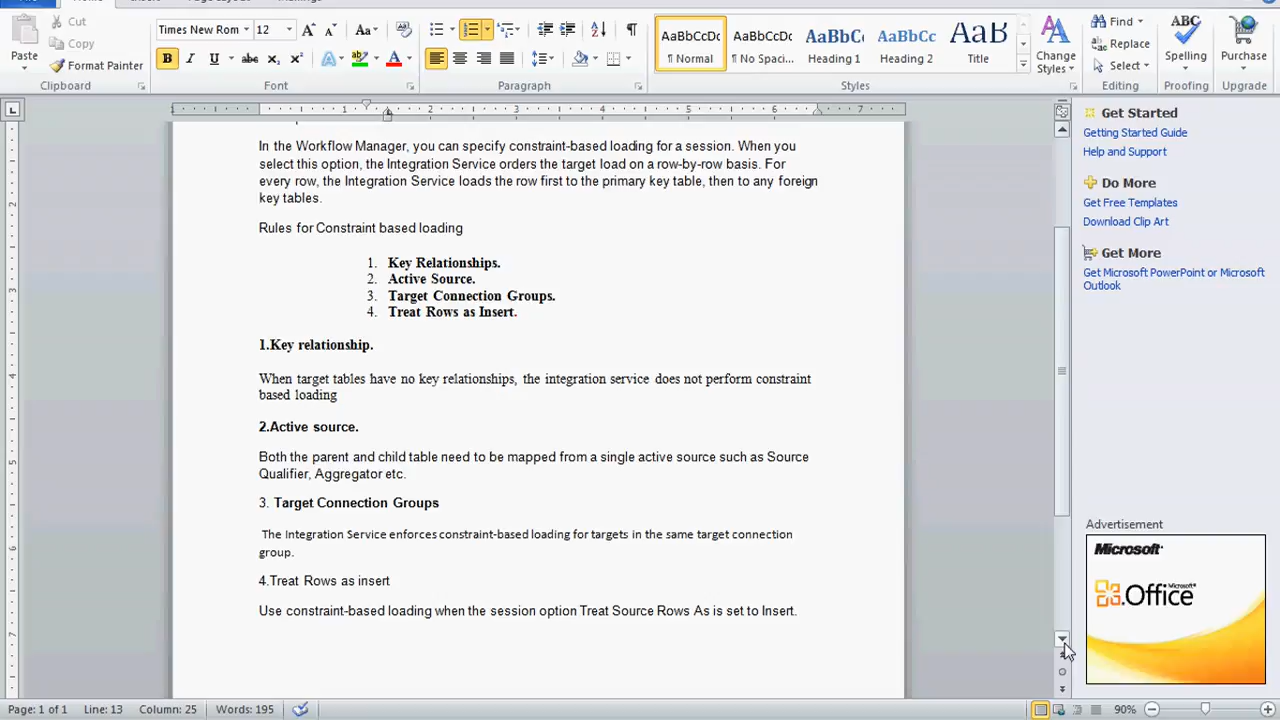 Cut
Copy
Format Painter
Paste
Clipboard
Times New Rom
12
Font
Paragraph
AaBbCcDc
¶ Normal
AaBbCcDc
¶ No Spaci...
AaBbCc
Heading 1
AaBbCc
Heading 2
Title
Change
Styles
Styles
Find
Replace
Select
Editing
ABC
Spelling
Proofing
Purchase
Upgrade
1 1 2 3 4 5 6 7
In the Workflow Manager, you can specify constraint-based loading for a session. When you
select this option, the Integration Service orders the target load on a row-by-row basis. For
every row, the Integration Service loads the row first to the primary key table, then to any foreign
key tables.
Rules for Constraint based loading
1. Key Relationships.
2. Active Source.
3. Target Connection Groups.
4. Treat Rows as Insert.
1.Key relationship.
When target tables have no key relationships, the integration service does not perform constraint
based loading
2.Active source.
Both the parent and child table need to be mapped from a single active source such as Source
Qualifier, Aggregator etc.
3. Target Connection Groups
The Integration Service enforces constraint-based loading for targets in the same target connection
group.
4.Treat Rows as insert
Use constraint-based loading when the session option Treat Source Rows As is set to Insert.
Get Started
Getting Started Guide
Help and Support
Do More
Get Free Templates
Download Clip Art
Get More
Get Microsoft PowerPoint or Microsoft
Outlook
Advertisement
Microsoft
Microsoft
Office
Page: 1 of 1
Line: 13
Column: 25
Words: 195
90%